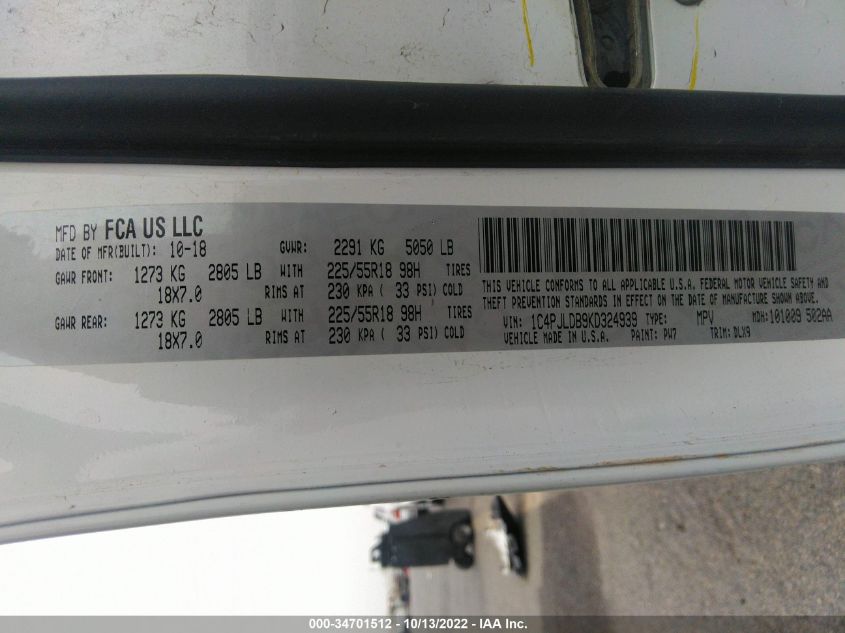 MFD BY FCA US LLC
DATE OF MFR(BUILT): 10-18 GVWR: 2291 KG 5050 LB
GAWR FRONT: 1273 KG 2805 LB WITH 225/55R18 98H TIRES
18X7.0 RIMS AT 230 KPA ( 33 PSI) COLD
GAWR REAR: 1273 KG 2805 LB WITH 225/55R18 98H TIRES
18X7.0 RIMS AT 230 KPA ( 33 PSI) COLD
THIS VEHICLE CONFORMS TO ALL APPLICABLE U.S.A. FEDERAL MOTOR VEHICLE SAFETY AND
THEFT PREVENTION STANDARDS IN EFFECT ON THE DATE OF MANUFACTURE SHOWN ABOVE.
VIN: 1C4PJLDB9KD324939 TYPE: MPV MDH: 101009 502AA
VEHICLE MADE IN U.S.A. PAINT: PW7 TRIM: DLX9
000-34701512 - 10/13/2022 - IAA Inc.